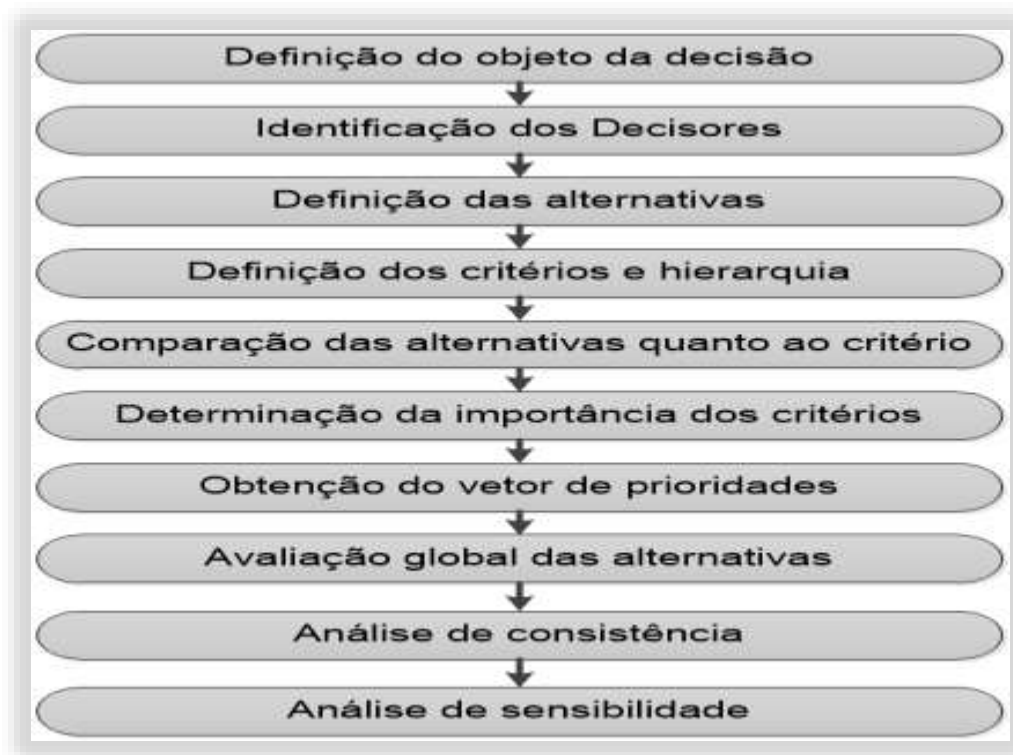 Definição do objeto da decisão
Identificação dos Decisores
Definição das alternativas
Definição dos critérios e hierarquia
Comparação das alternativas quanto ao critério
Determinação da importância dos critérios
Obtenção do vetor de prioridades
Avaliação global das alternativas
Análise de consistência
Análise de sensibilidade